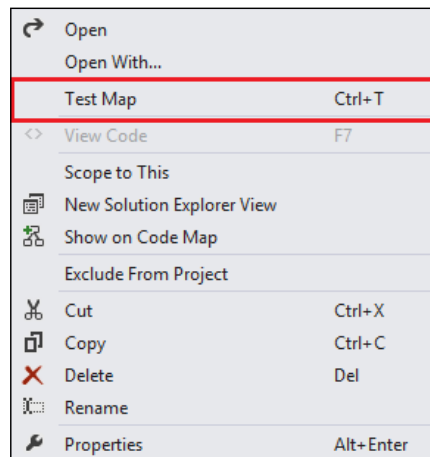 Open
Open With...
Test Map Ctrl+T
View Code F7
Scope to This
New Solution Explorer View
Show on Code Map
Exclude From Project
Cut Ctrl+X
Copy Ctrl+C
Delete Del
Rename
Properties Alt+Enter